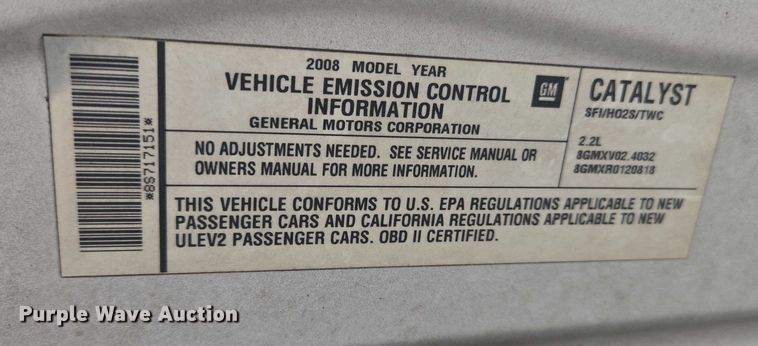 2008 MODEL YEAR
VEHICLE EMISSION CONTROL
INFORMATION
GENERAL MOTORS CORPORATION
GM
CATALYST
SFI/HO2S/TWC
NO ADJUSTMENTS NEEDED. SEE SERVICE MANUAL OR
OWNERS MANUAL FOR MORE INFORMATION.
2.2L
8GMXV02.4032
8GMXR0120818
THIS VEHICLE CONFORMS TO U.S. EPA REGULATIONS APPLICABLE TO NEW
PASSENGER CARS AND CALIFORNIA REGULATIONS APPLICABLE TO NEW
ULEV2 PASSENGER CARS. OBD II CERTIFIED.
*8S717151*
Purple Wave Auction